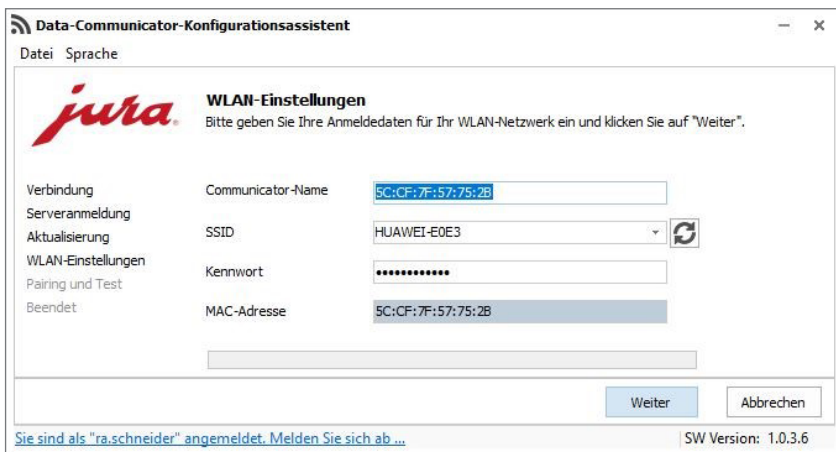 Data-Communicator-Konfigurationsassistent
Datei Sprache
jura
WLAN-Einstellungen
Bitte geben Sie Ihre Anmeldedaten für Ihr WLAN-Netzwerk ein und klicken Sie auf "Weiter".
Verbindung
Serveranmeldung
Aktualisierung
WLAN-Einstellungen
Pairing und Test
Beendet
Communicator-Name 5C:CF:7F:57:75:2B
SSID HUAWEI-E0E3
Kennwort ••••••••••••
MAC-Adresse 5C:CF:7F:57:75:2B
Weiter Abbrechen
Sie sind als "ra.schneider" angemeldet. Melden Sie sich ab ... SW Version: 1.0.3.6